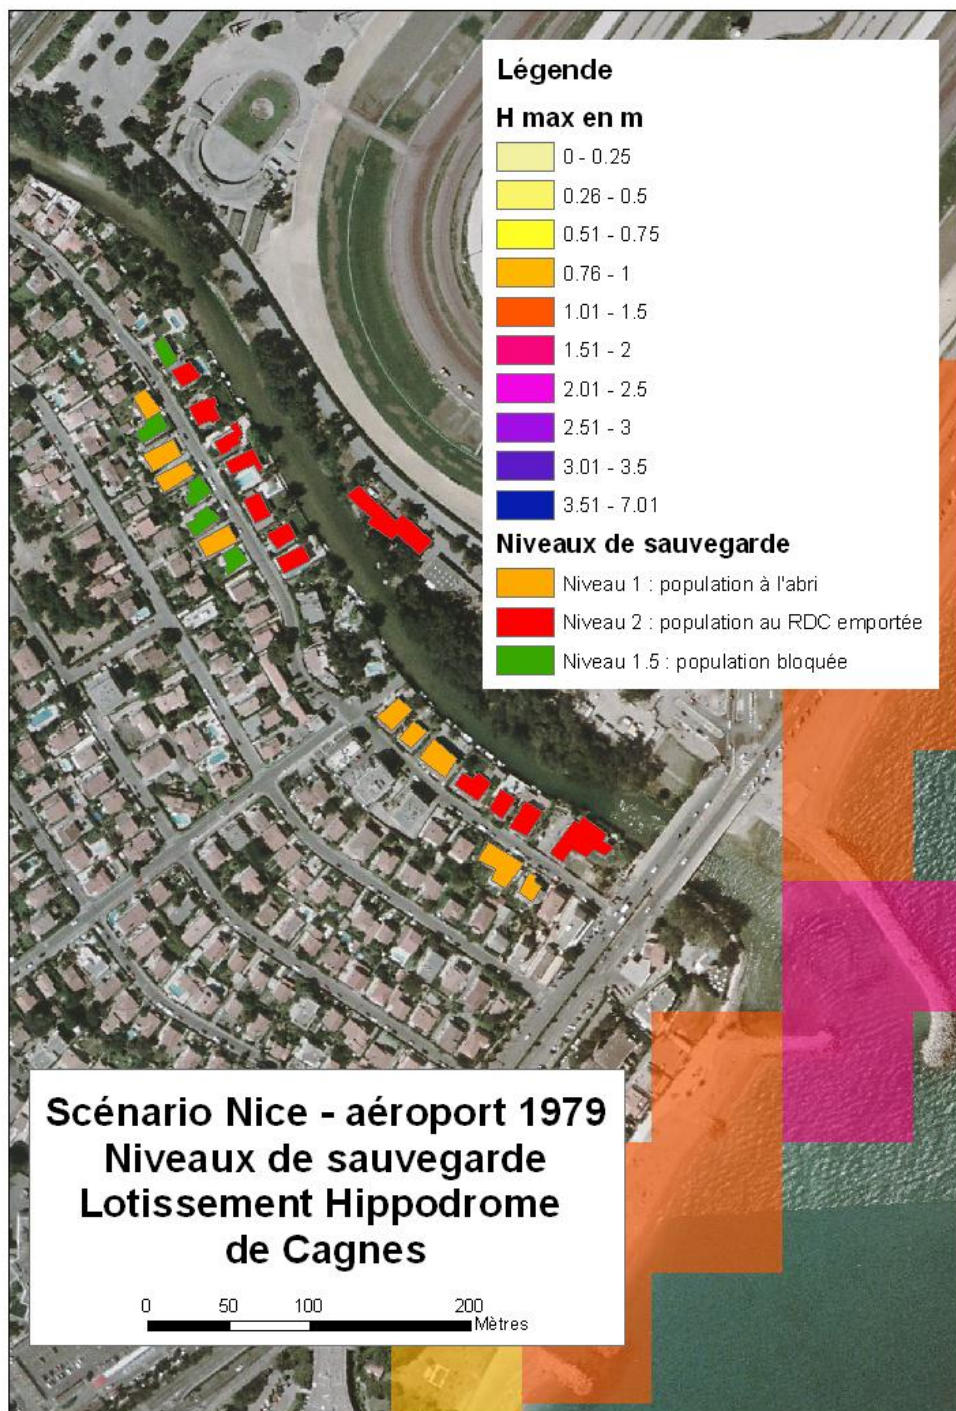 Légende
H max en m
0 - 0.25
0.26 - 0.5
0.51 - 0.75
0.76 - 1
1.01 - 1.5
1.51 - 2
2.01 - 2.5
2.51 - 3
3.01 - 3.5
3.51 - 7.01
Niveaux de sauvegarde
Niveau 1 : population à l'abri
Niveau 2 : population au RDC emportée
Niveau 1.5 : population bloquée
Scénario Nice - aéroport 1979
Niveaux de sauvegarde
Lotissement Hippodrome
de Cagnes
0 50 100 200
Mètres